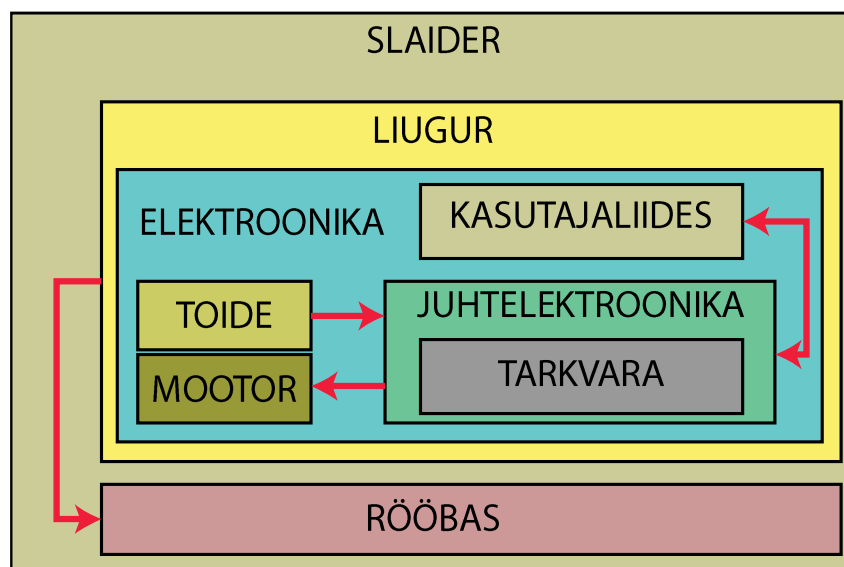 SLAIDER
LIUGUR
ELEKTROONIKA
KASUTAJALIIDES
TOIDE
JUHTELEKTROONIKA
MOOTOR
TARKVARA
RÖÖBAS